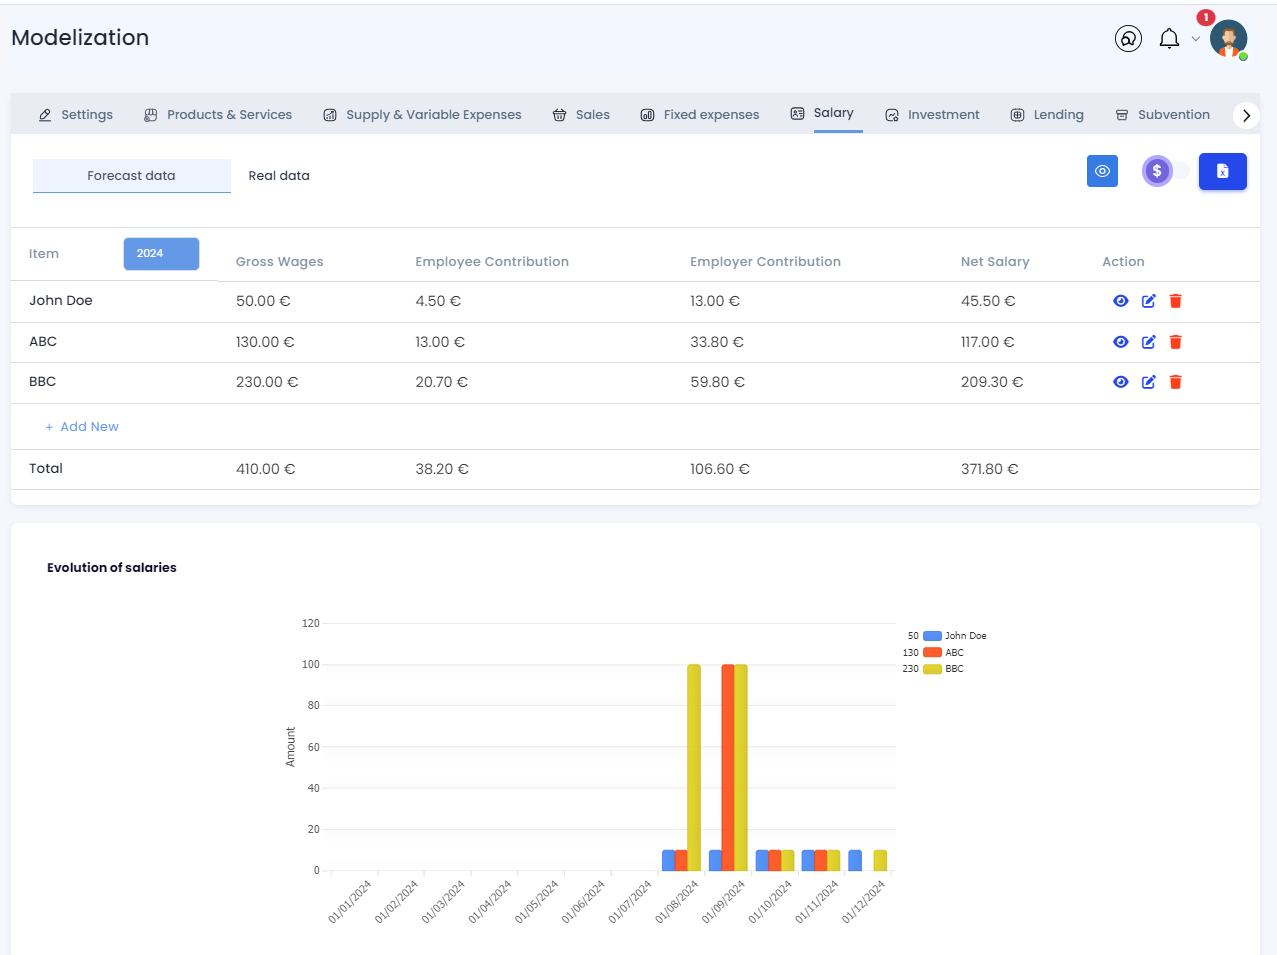 Modelization
1
Settings Products & Services Supply & Variable Expenses Sales Fixed expenses Salary Investment Lending Subvention
Forecast data Real data
$
Item 2024 Gross Wages Employee Contribution Employer Contribution Net Salary Action
John Doe 50.00 € 4.50 € 13.00 € 45.50 €
ABC 130.00 € 13.00 € 33.80 € 117.00 €
BBC 230.00 € 20.70 € 59.80 € 209.30 €
+ Add New
Total 410.00 € 38.20 € 106.60 € 371.80 €
Evolution of salaries
120
100
80
60
40
20
0
Amount
50 John Doe
130 ABC
230 BBC
01/01/2024 01/02/2024 01/03/2024 01/04/2024 01/05/2024 01/06/2024 01/07/2024 01/08/2024 01/09/2024 01/10/2024 01/11/2024 01/12/2024